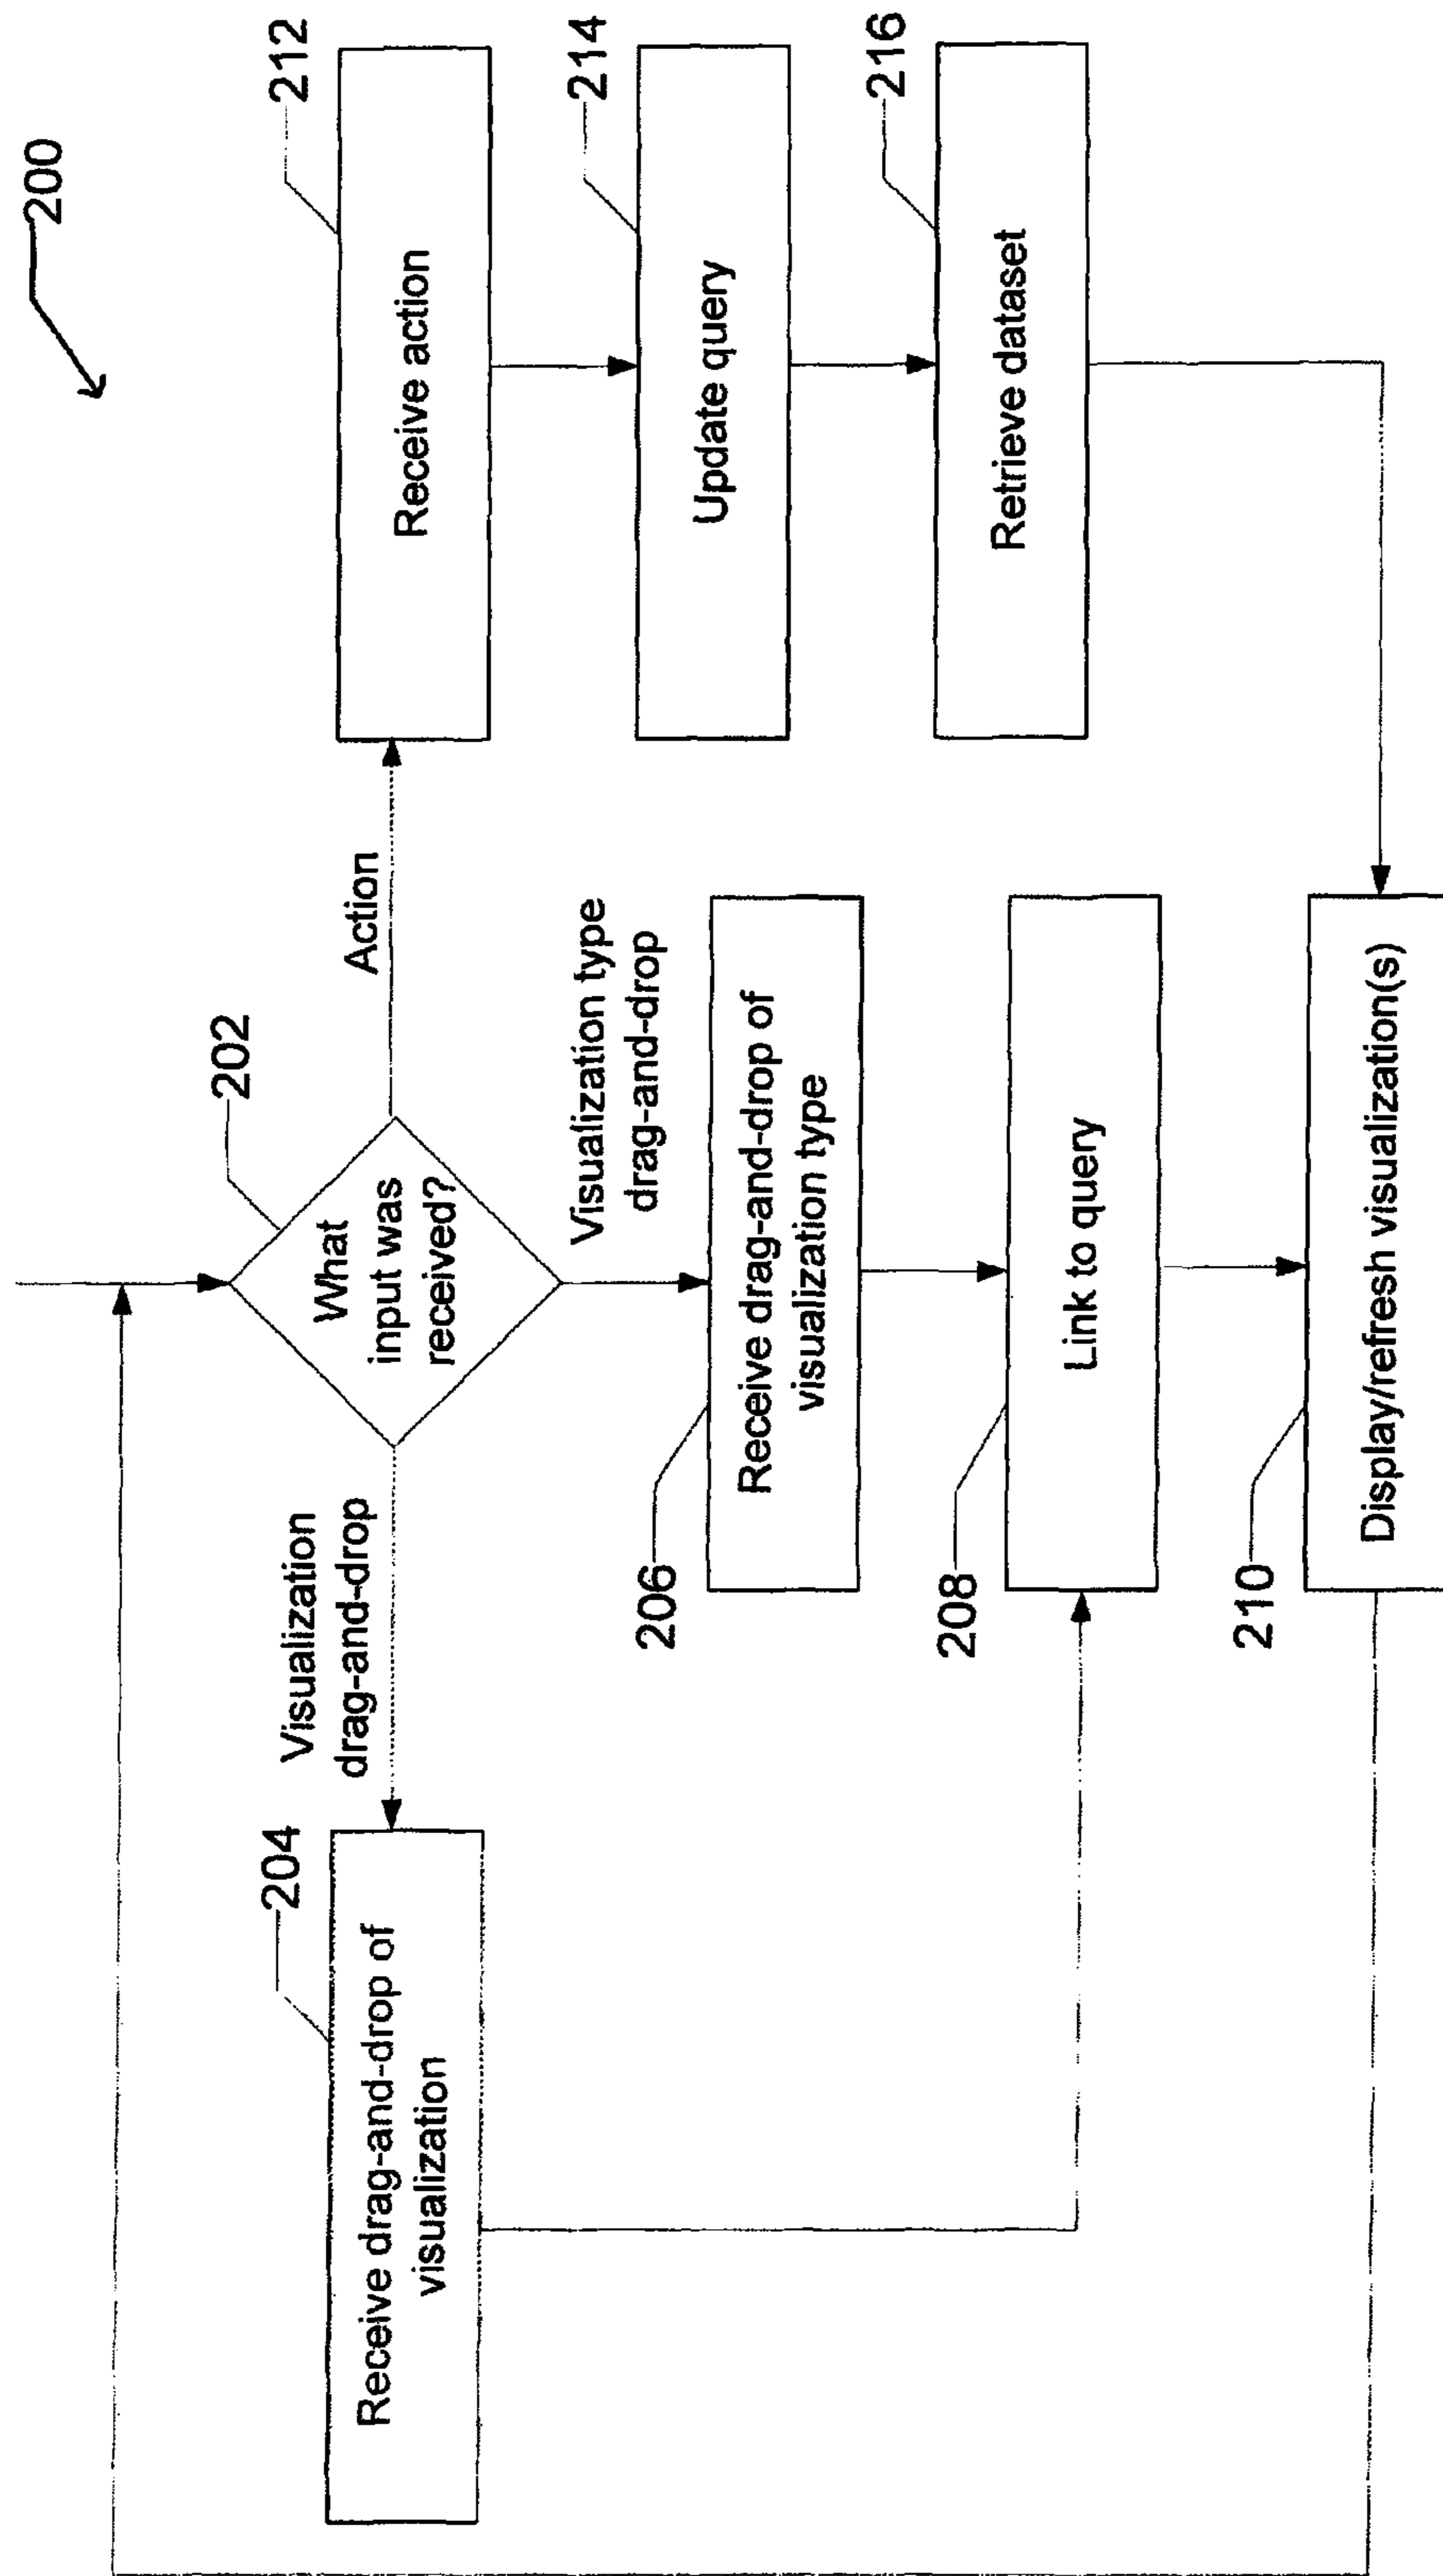 200
202
What
input was
received?
Action
212
Receive action
214
Update query
216
Retrieve dataset
Visualization
drag-and-drop
204
Receive drag-and-drop of
visualization
Visualization type
drag-and-drop
206
Receive drag-and-drop of
visualization type
208
Link to query
210
Display/refresh visualization(s)